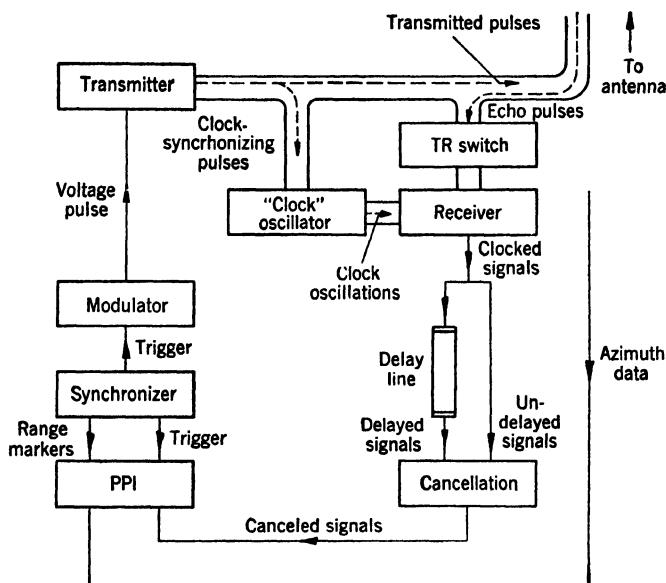 Transmitted pulses
To
antenna
Transmitter
Echo pulses
Clock-
syncrhonizing
pulses
TR switch
Voltage
pulse
"Clock"
oscillator
Receiver
Clocked
signals
Clock
oscillations
Modulator
Trigger
Delay
line
Azimuth
data
Synchronizer
Range
markers
Trigger
Delayed
signals
Un-
delayed
signals
PPI
Cancellation
Canceled signals